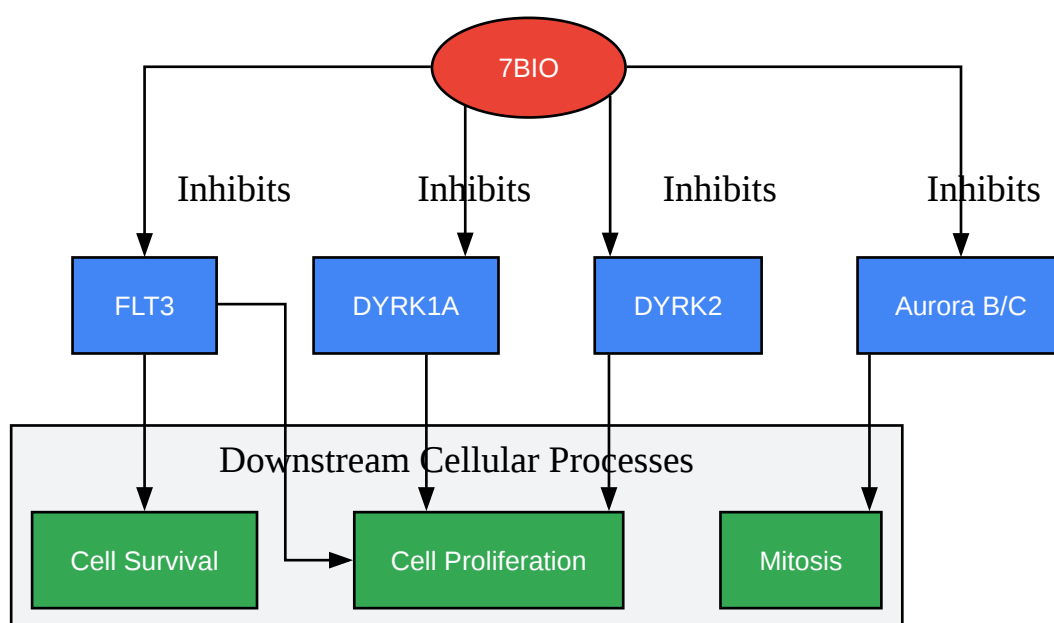 7BIO
Inhibits
Inhibits
Inhibits
Inhibits
FLT3
DYRK1A
DYRK2
Aurora B/C
Downstream Cellular Processes
Cell Survival
Cell Proliferation
Mitosis